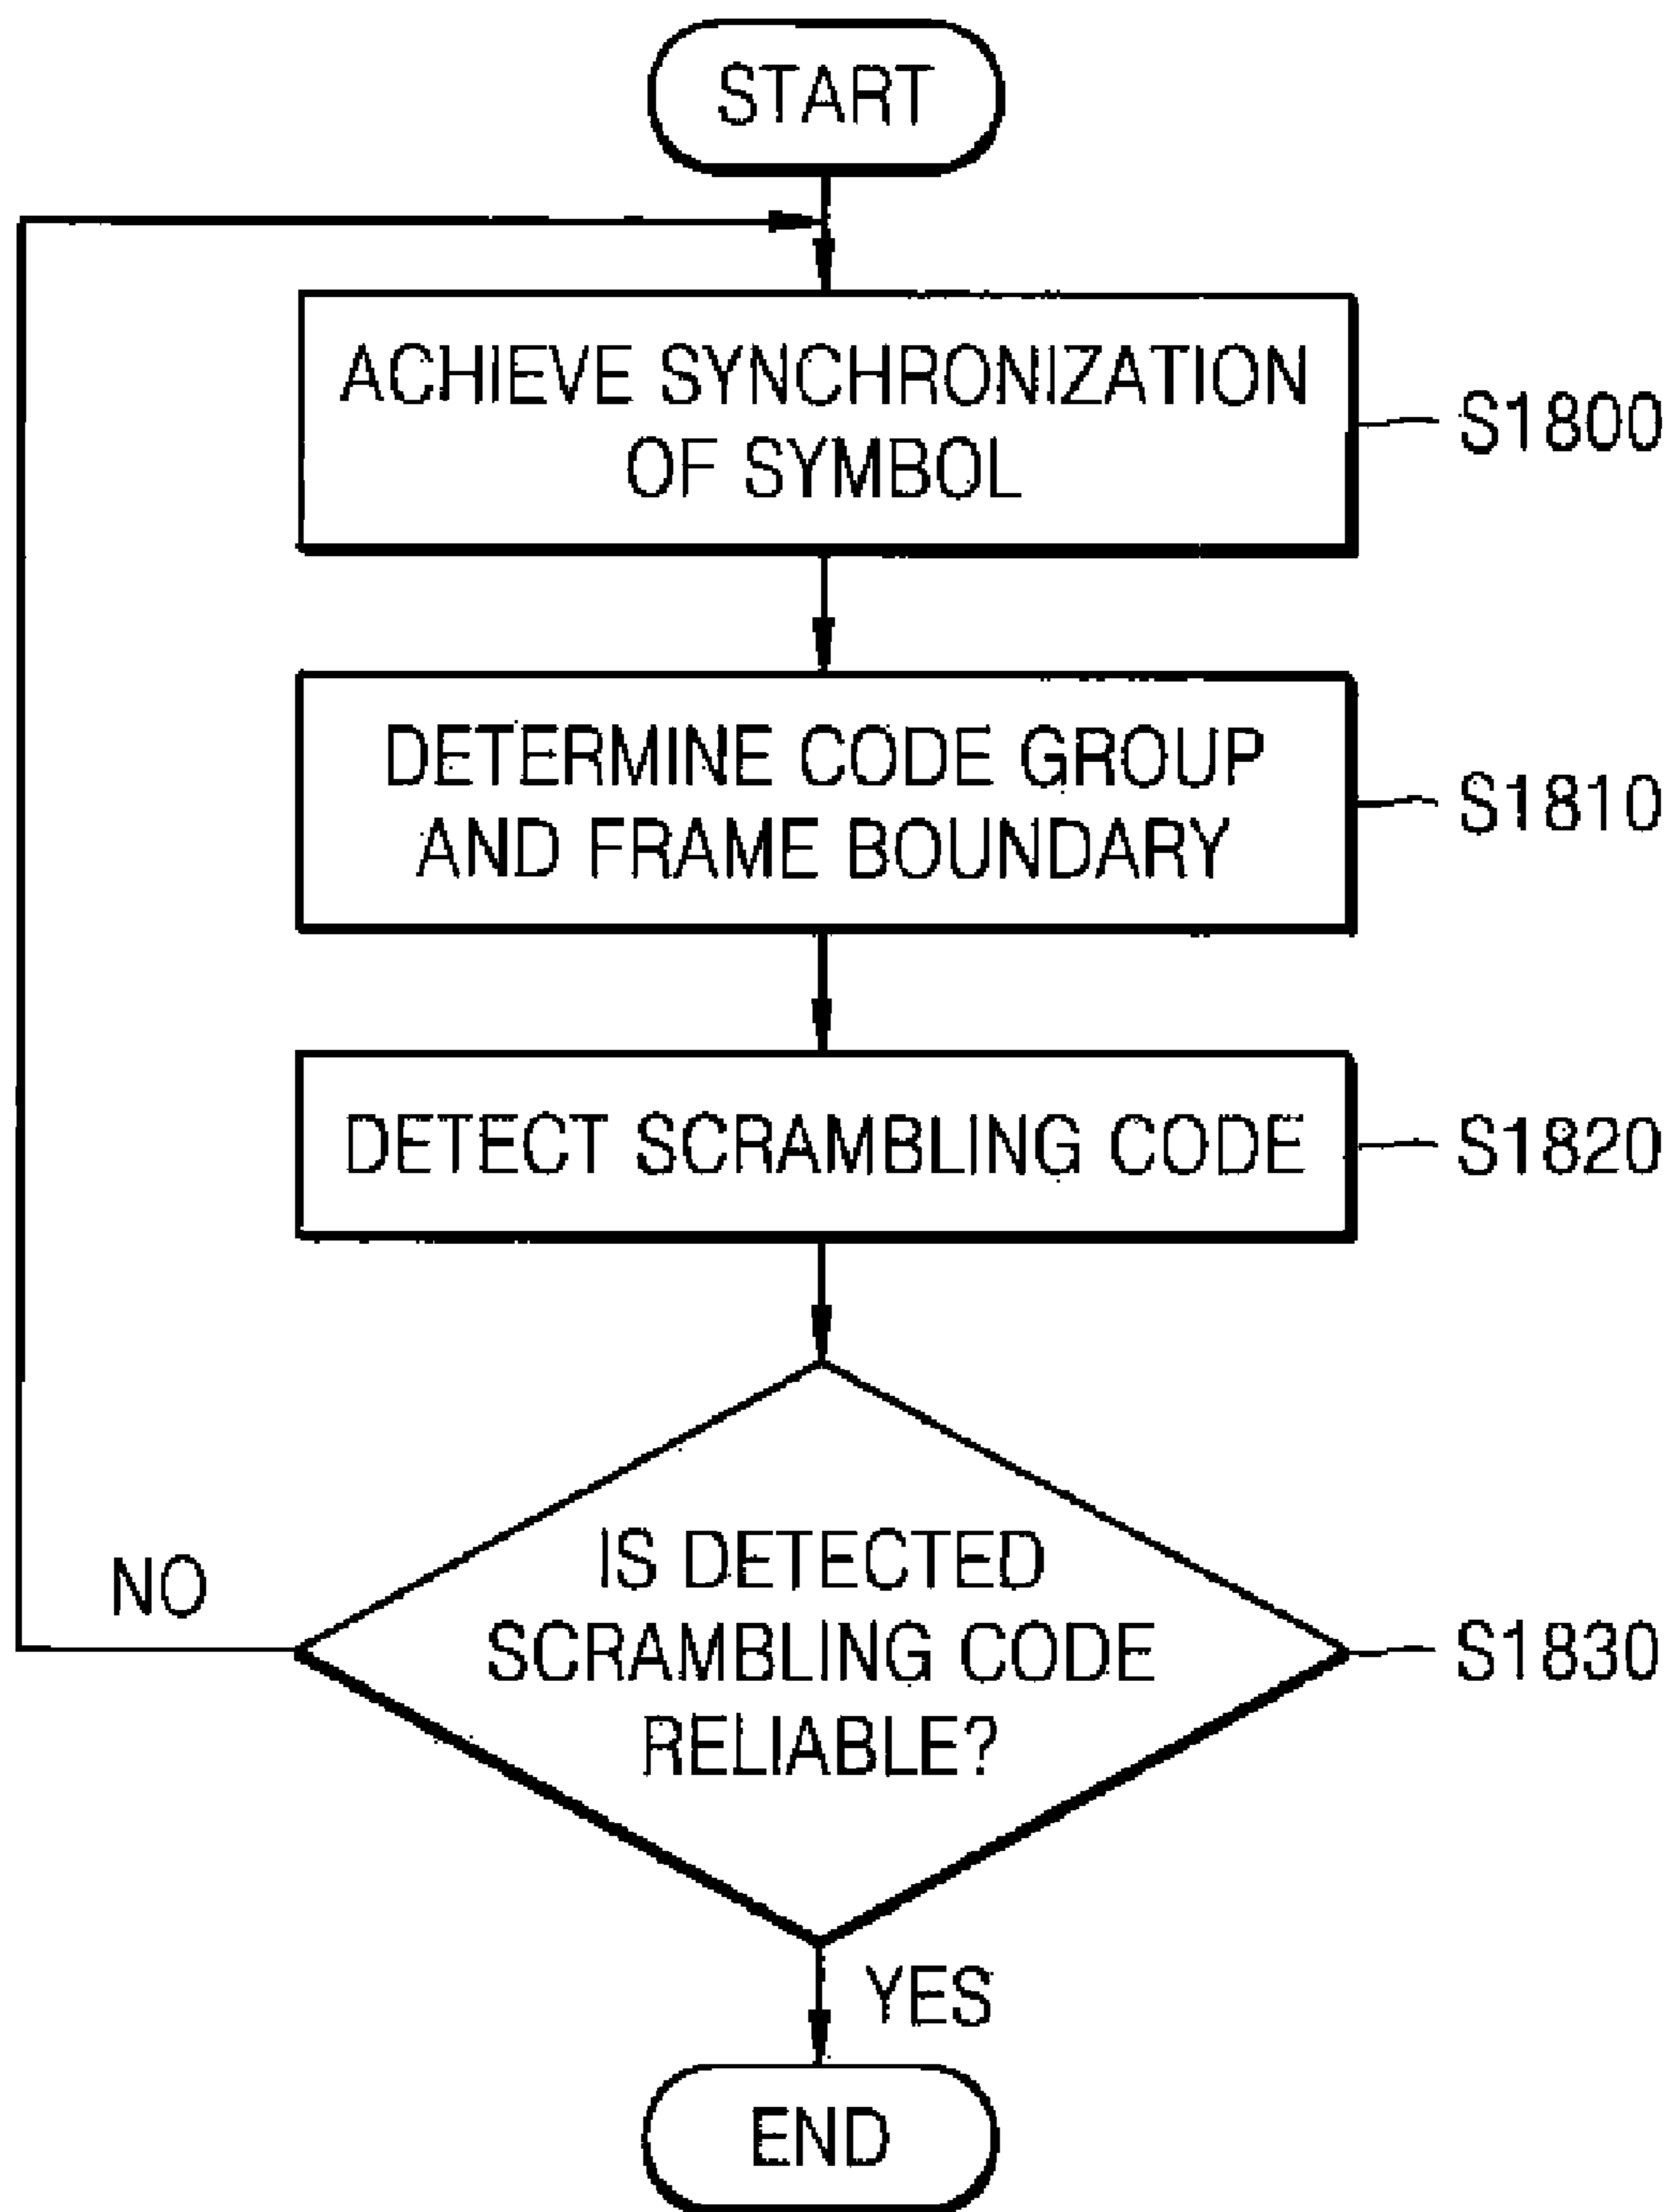 START
ACHIEVE SYNCHRONIZATION
OF SYMBOL
S1800
DETERMINE CODE GROUP
AND FRAME BOUNDARY
S1810
DETECT SCRAMBLING CODE
S1820
IS DETECTED
SCRAMBLING CODE
RELIABLE?
S1830
NO
YES
END